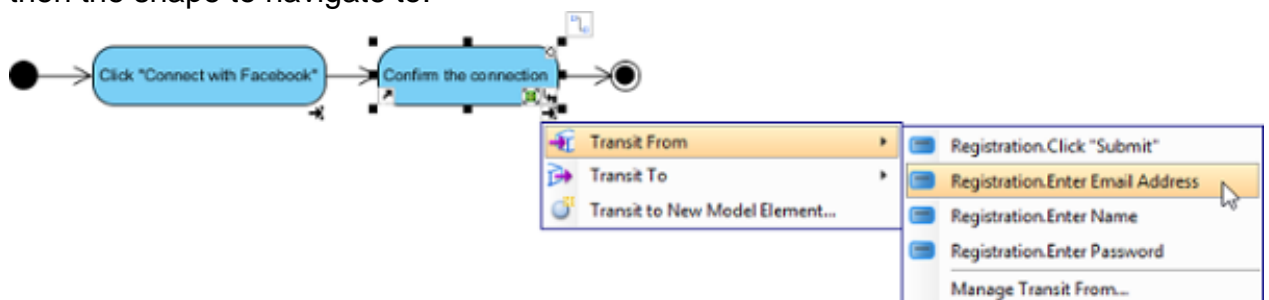 then the shape to navigate to.
Click "Connect with Facebook"
Confirm the connection
Transit From
Transit To
Transit to New Model Element...
Registration.Click "Submit"
Registration.Enter Email Address
Registration.Enter Name
Registration.Enter Password
Manage Transit From...